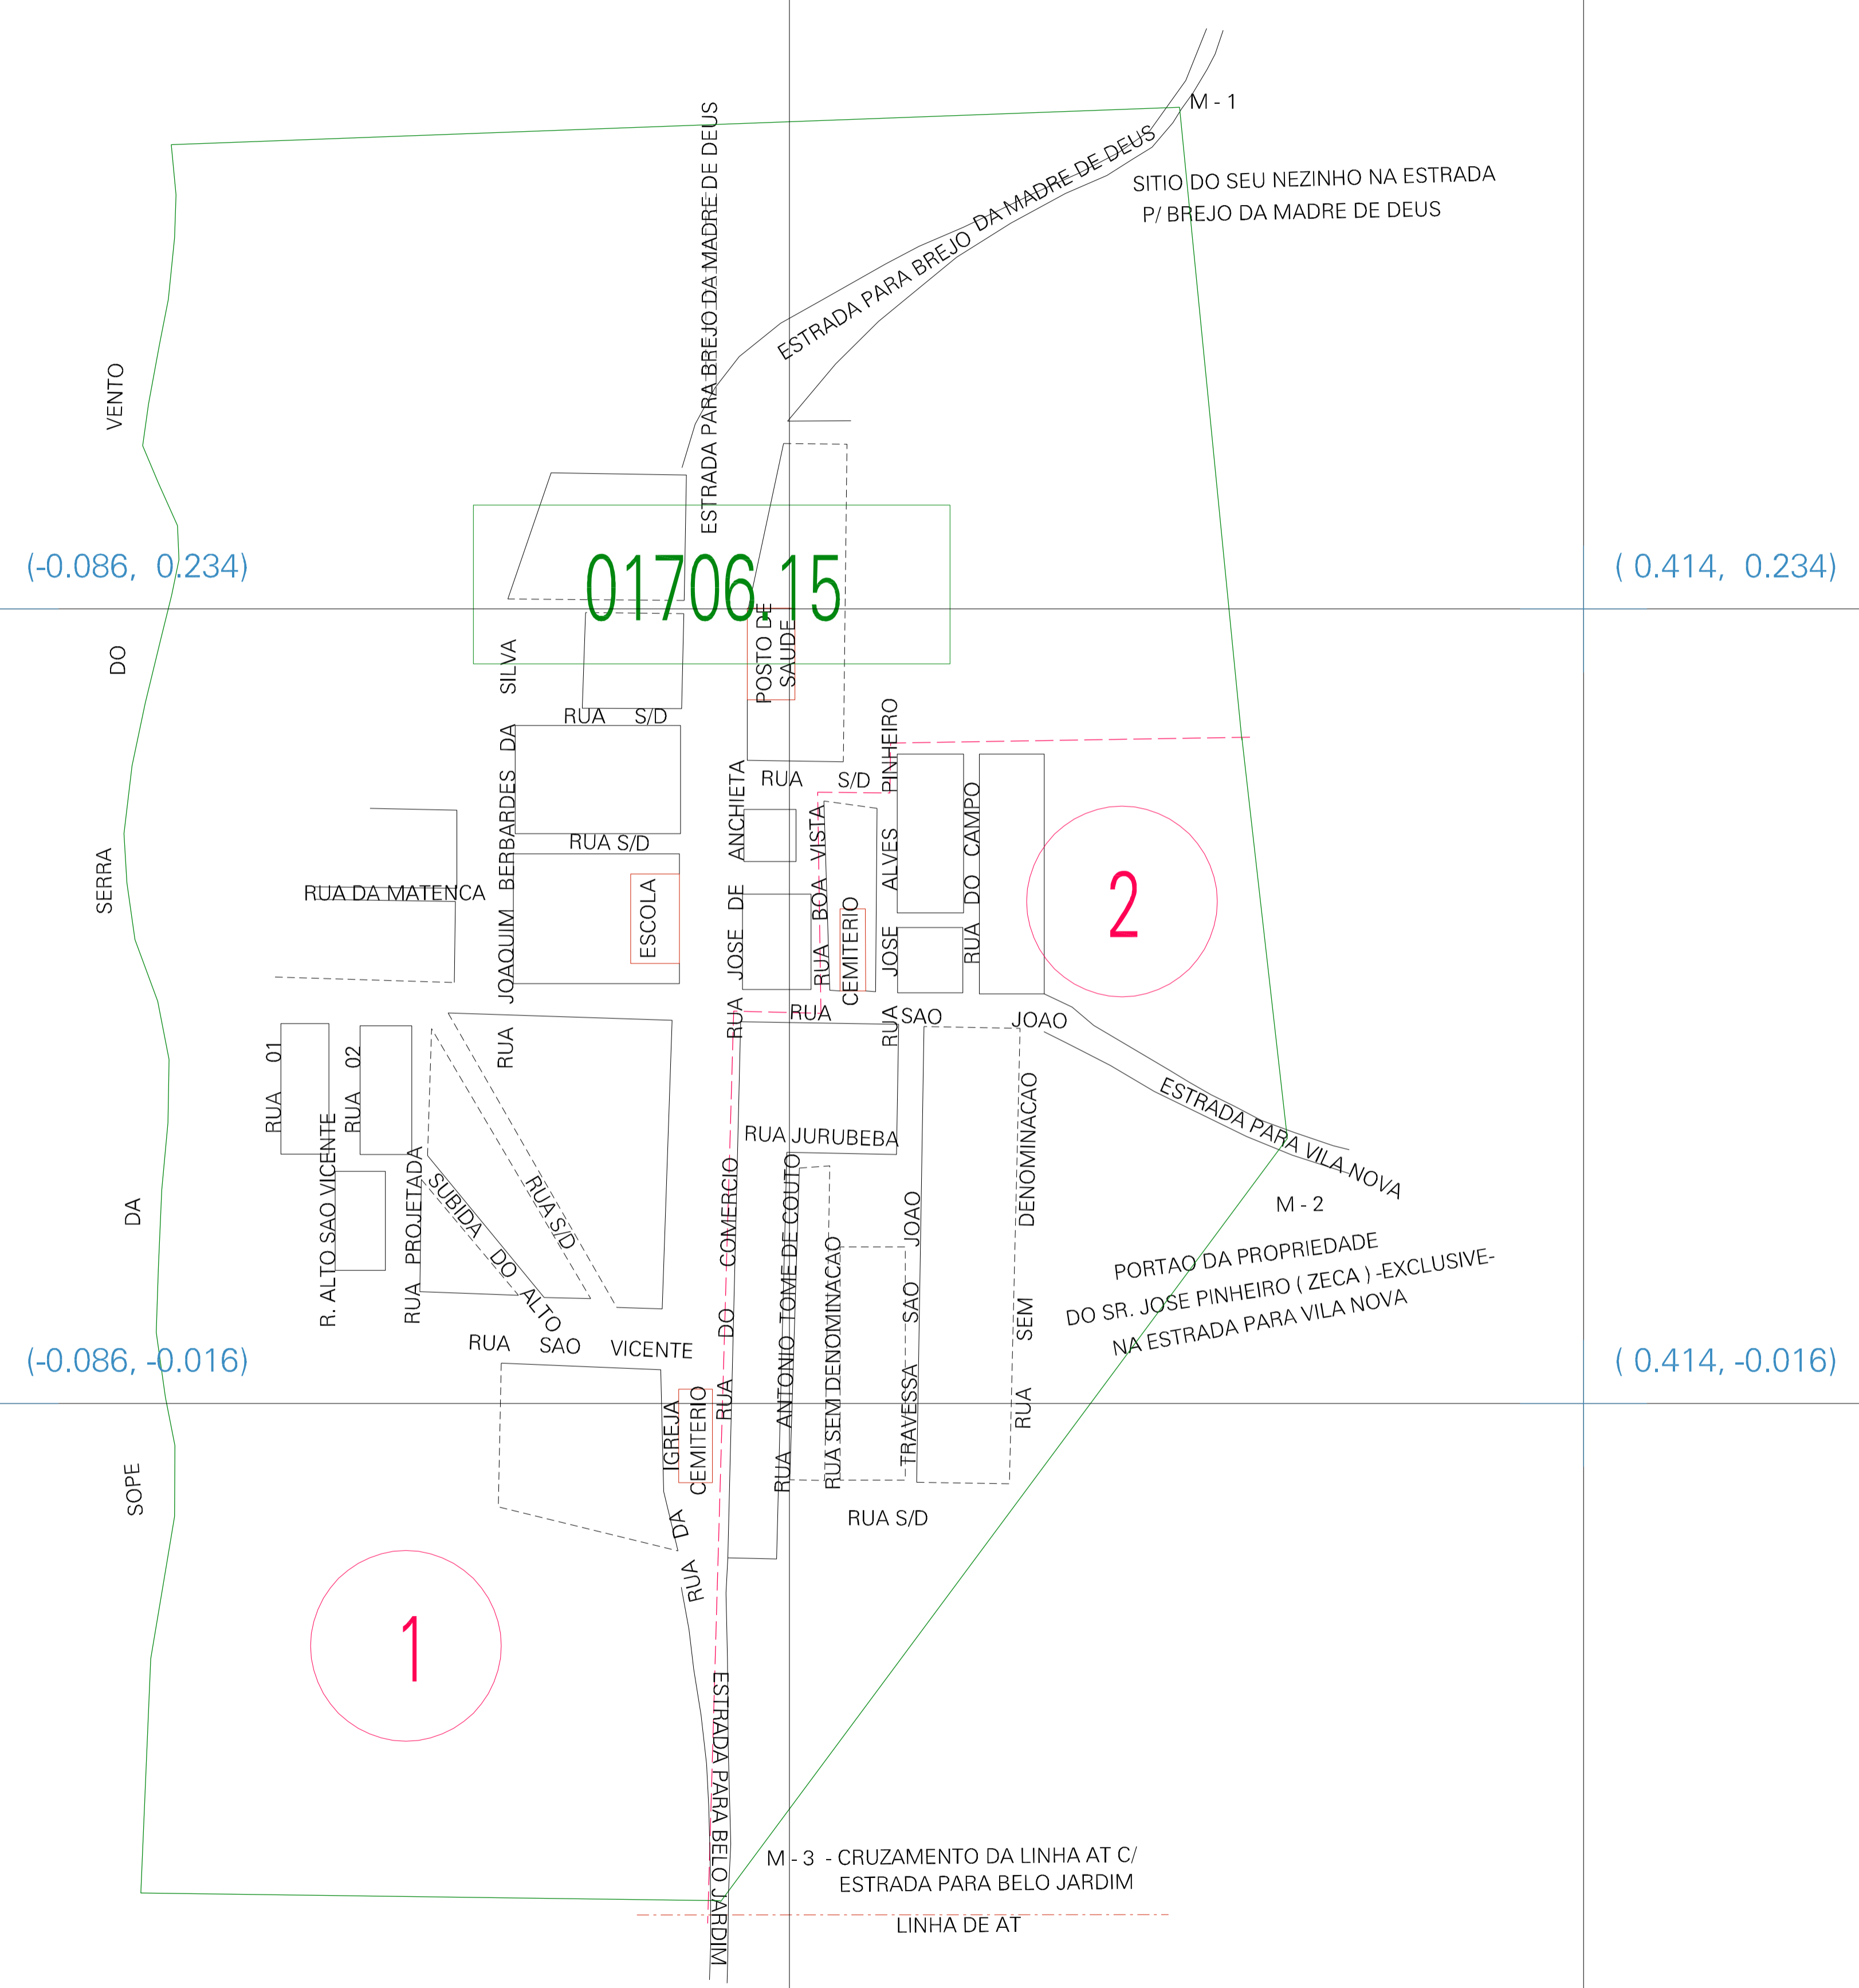 M - 1
ESTRADA PARA BREJO DA MADRE DE DEUS
ESTRADA PARA BREJO DA MADRE DE DEUS
SITIO DO SEU NEZINHO NA ESTRADA
P/ BREJO DA MADRE DE DEUS
(-0.086, 0.234)
( 0.414, 0.234)
01706.15
POSTO DE
SAUDE
SOPE DA SERRA DO VENTO
RUA S/D
RUA S/D
RUA S/D
RUA DA MATENCA
RUA JOAQUIM BERBARDES DA SILVA
ESCOLA
RUA JOSE DE ANCHIETA
RUA BOA VISTA
CEMITERIO
RUA JOSE ALVES PINHEIRO
RUA DO CAMPO
2
RUA SAO JOAO
RUA 01
RUA 02
R. ALTO SAO VICENTE
RUA PROJETADA
SUBIDA DO ALTO
RUA S/D
RUA JURUBEBA
RUA DO COMERCIO
RUA ANTONIO TOME DE COUTO
RUA SEM DENOMINACAO
TRAVESSA SAO JOAO
RUA SEM DENOMINACAO
ESTRADA PARA VILA NOVA
M - 2
PORTAO DA PROPRIEDADE
DO SR. JOSE PINHEIRO ( ZECA ) -EXCLUSIVE-
NA ESTRADA PARA VILA NOVA
RUA SAO VICENTE
(-0.086, -0.016)
( 0.414, -0.016)
RUA DA IGREJA
CEMITERIO
RUA S/D
1
ESTRADA PARA BELO JARDIM
M - 3 - CRUZAMENTO DA LINHA AT C/
ESTRADA PARA BELO JARDIM
LINHA DE AT